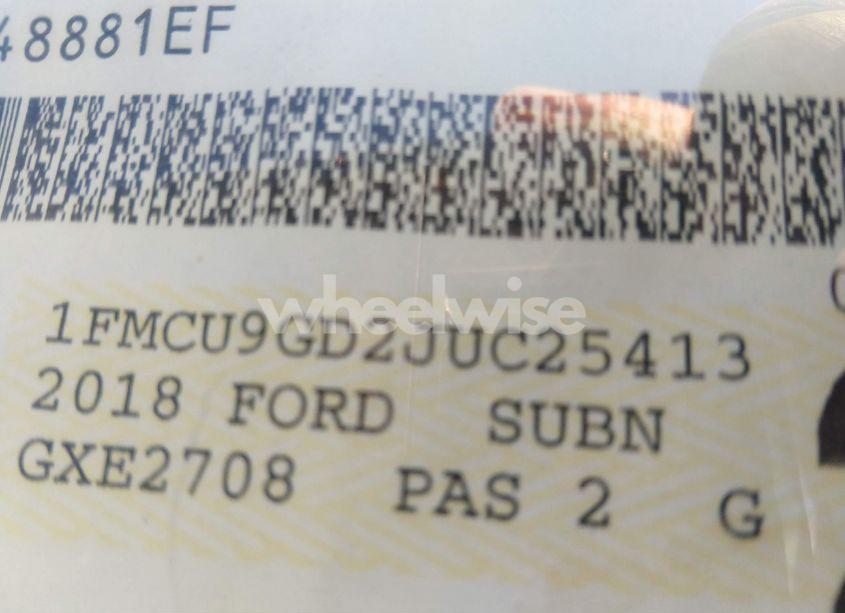 48881EF
wheelwise
1FMCU9GD2JUC25413
2018 FORD SUBN
GXE2708 PAS 2 G